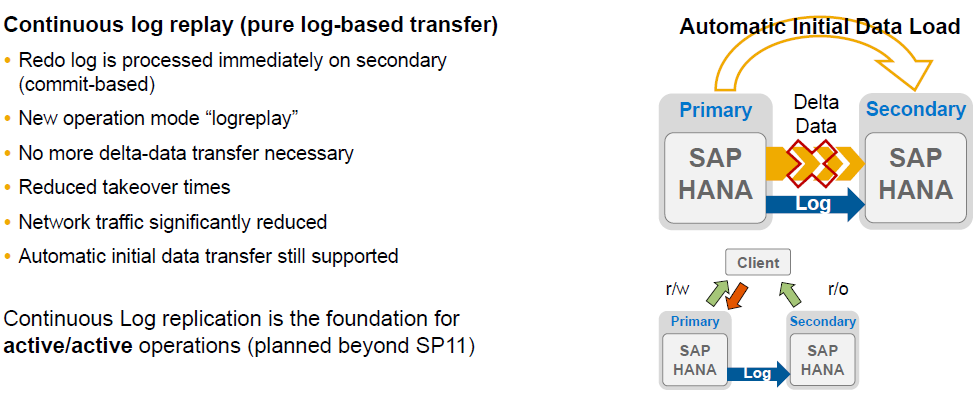 Continuous log replay (pure log-based transfer)
• Redo log is processed immediately on secondary
(commit-based)
• New operation mode “logreplay”
• No more delta-data transfer necessary
• Reduced takeover times
• Network traffic significantly reduced
• Automatic initial data transfer still supported
Continuous Log replication is the foundation for
active/active operations (planned beyond SP11)
Automatic Initial Data Load
Primary
Delta
Data
Secondary
SAP
HANA
SAP
HANA
Log
Client
r/w
r/o
Primary
Secondary
SAP
HANA
SAP
HANA
Log